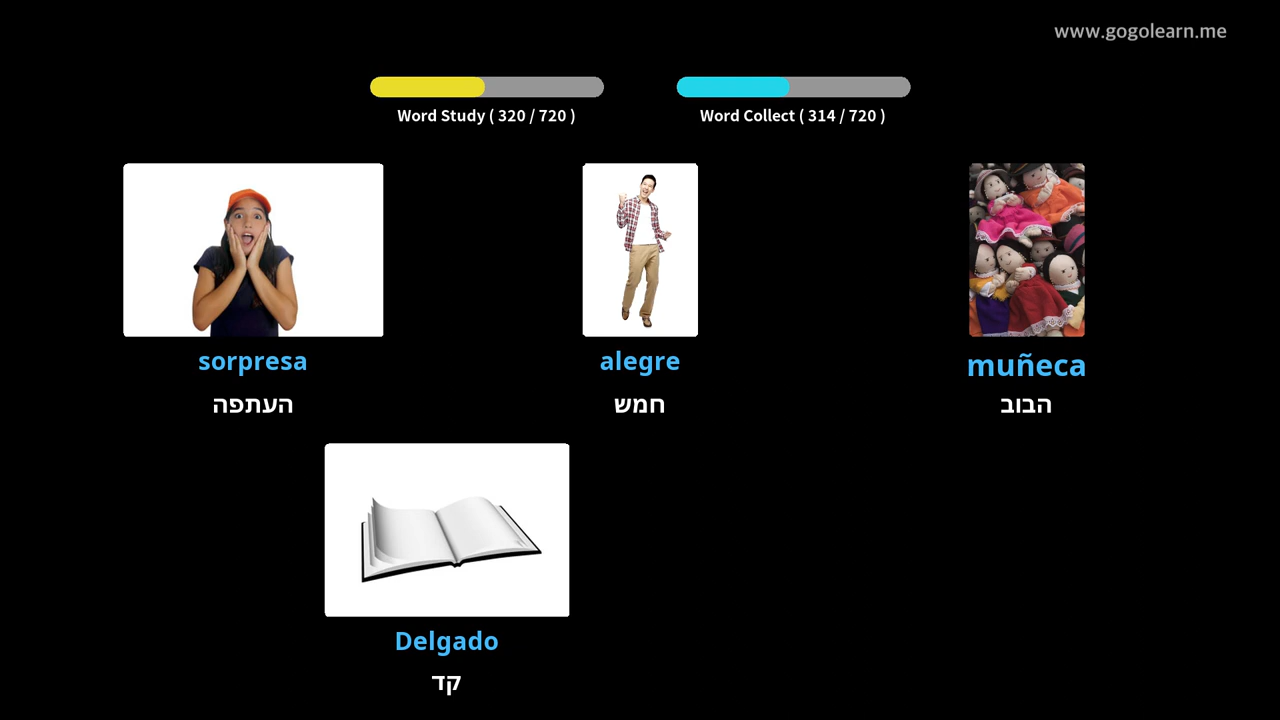 www.gogolearn.me
Word Study ( 320 / 720 )
Word Collect ( 314 / 720 )
sorpresa
העתפה
alegre
חמש
muñeca
הבוב
Delgado
קד